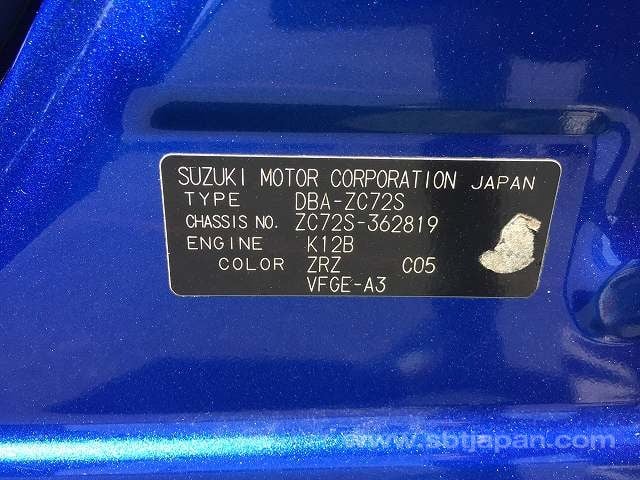 SUZUKI MOTOR CORPORATION JAPAN
TYPE DBA-ZC72S
CHASSIS NO. ZC72S-362819
ENGINE K12B
COLOR ZRZ C05
VFGE-A3
www.sbtjapan.com